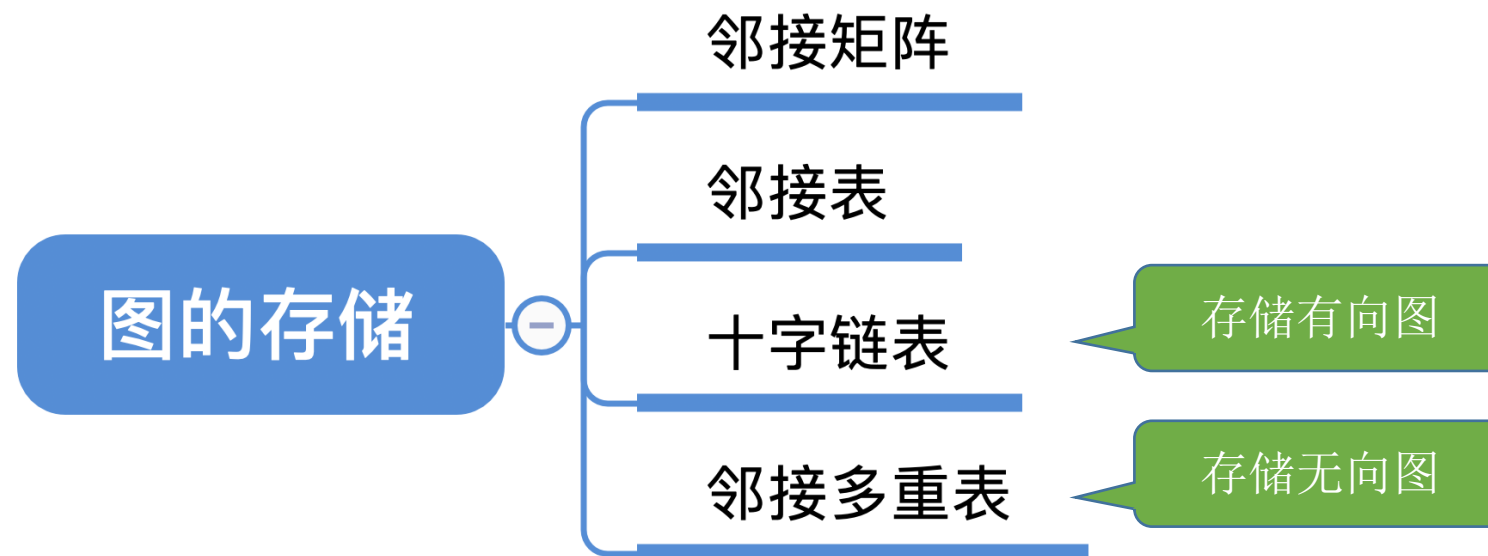 邻接矩阵
邻接表
图的存储
十字链表
存储有向图
邻接多重表
存储无向图